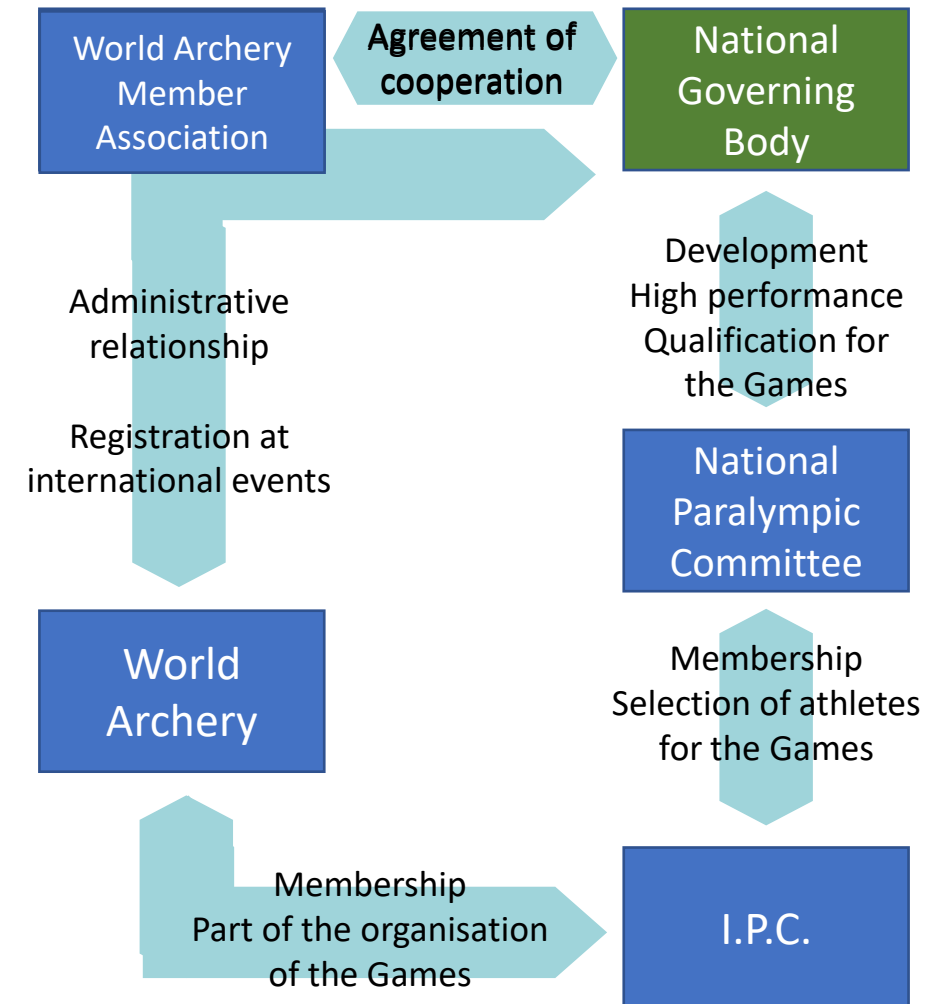 World Archery
Member
Association
Agreement of
cooperation
National
Governing
Body
Administrative
relationship
Registration at
international events
Development
High performance
Qualification for
the Games
National
Paralympic
Committee
World
Archery
Membership
Selection of athletes
for the Games
Membership
Part of the organisation
of the Games
I.P.C.